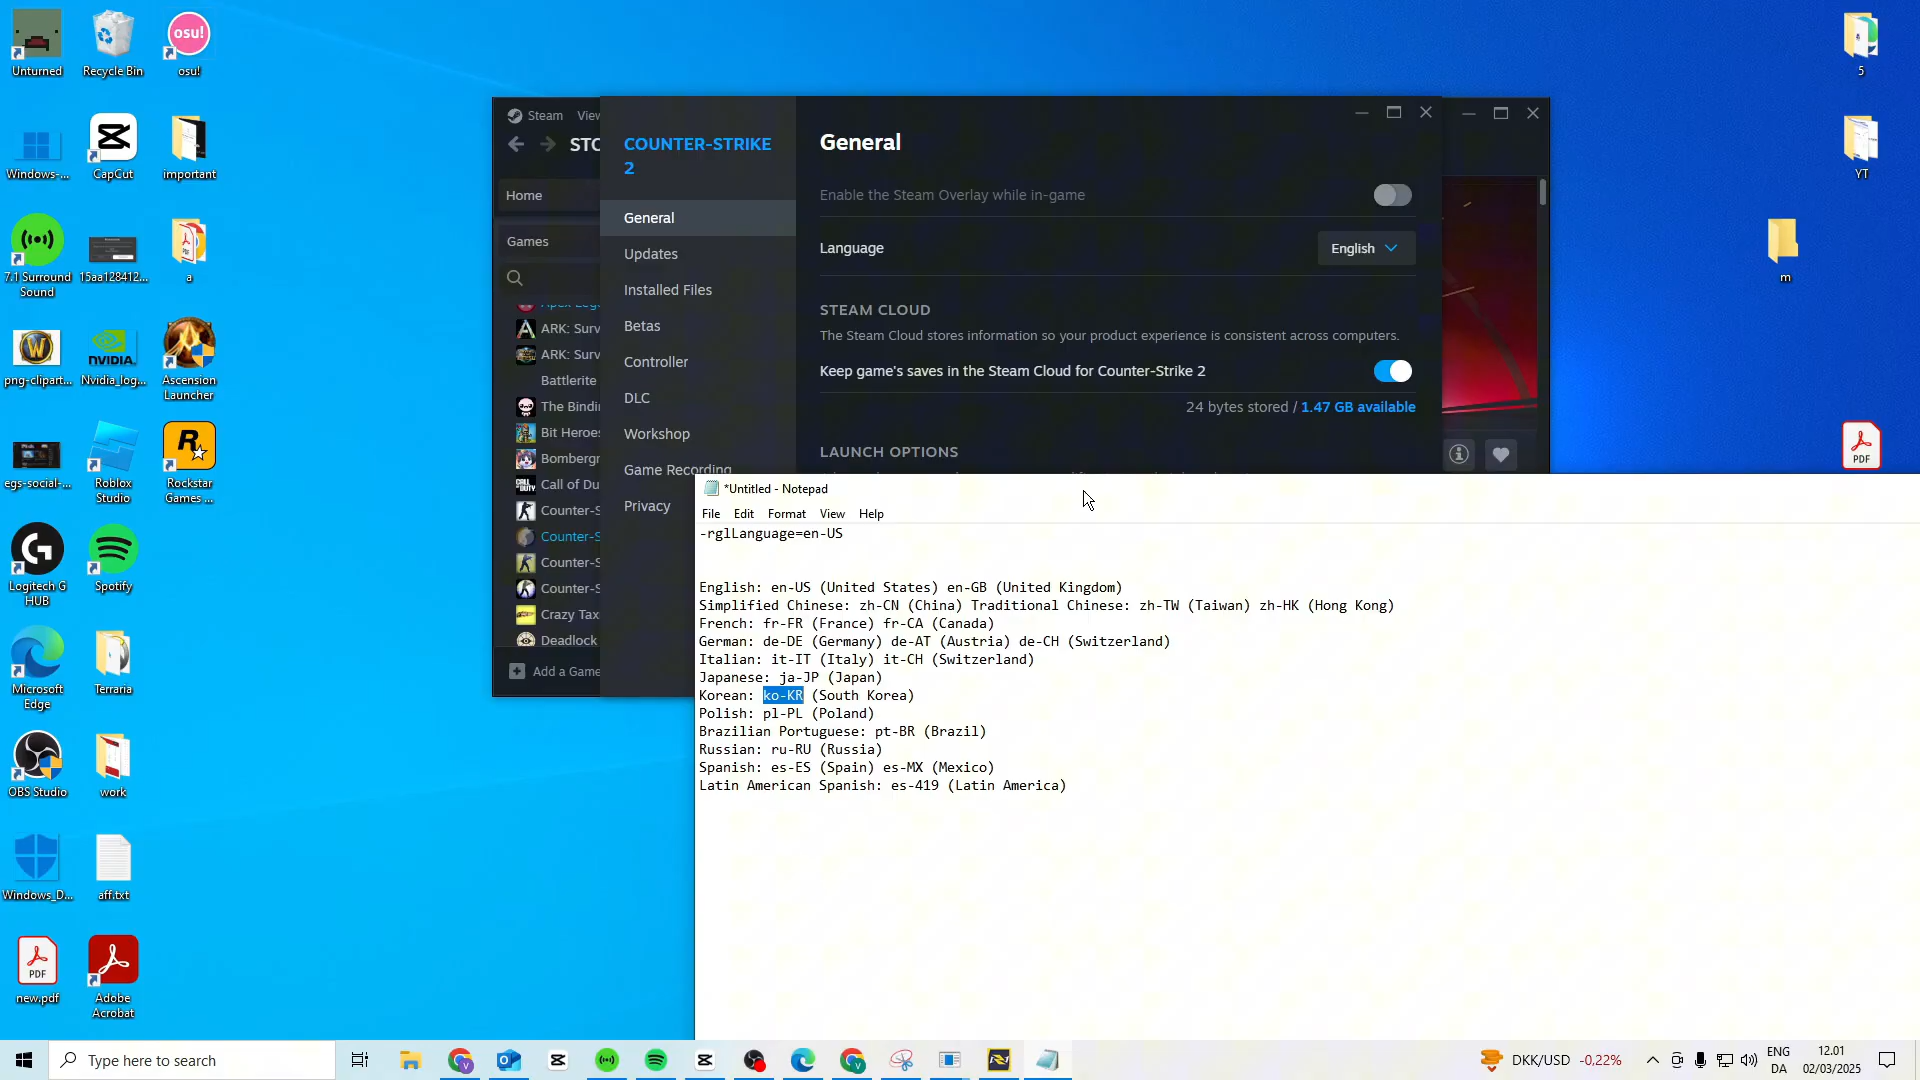 Unturned
Recycle Bin
osu!
osu!
Windows-...
CapCut
important
7.1 Surround Sound
15aa128412...
a
png-clipart...
NVIDIA
Nvidia_log...
Ascension Launcher
egs-social-...
Roblox Studio
Rockstar Games ...
Logitech G HUB
Spotify
Microsoft Edge
Terraria
OBS Studio
work
Windows_D...
aff.txt
PDF
new.pdf
Adobe Acrobat
5
YT
m
PDF
Steam View
STO
Home
Games
ARK: Surv
ARK: Surv
Battlerite
The Bindi
Bit Heroes
Bombergr
Call of Du
Counter-S
Counter-S
Counter-S
Counter-S
Crazy Tax
Deadlock
Add a Game
COUNTER-STRIKE 2
General
Updates
Installed Files
Betas
Controller
DLC
Workshop
Game Recording
Privacy
General
Enable the Steam Overlay while in-game
Language
English
STEAM CLOUD
The Steam Cloud stores information so your product experience is consistent across computers.
Keep game's saves in the Steam Cloud for Counter-Strike 2
24 bytes stored / 1.47 GB available
LAUNCH OPTIONS
*Untitled - Notepad
File Edit Format View Help
-rglLanguage=en-US
English: en-US (United States) en-GB (United Kingdom)
Simplified Chinese: zh-CN (China) Traditional Chinese: zh-TW (Taiwan) zh-HK (Hong Kong)
French: fr-FR (France) fr-CA (Canada)
German: de-DE (Germany) de-AT (Austria) de-CH (Switzerland)
Italian: it-IT (Italy) it-CH (Switzerland)
Japanese: ja-JP (Japan)
Korean: ko-KR (South Korea)
Polish: pl-PL (Poland)
Brazilian Portuguese: pt-BR (Brazil)
Russian: ru-RU (Russia)
Spanish: es-ES (Spain) es-MX (Mexico)
Latin American Spanish: es-419 (Latin America)
Type here to search
DKK/USD -0,22%
ENG
DA
12.01
02/03/2025